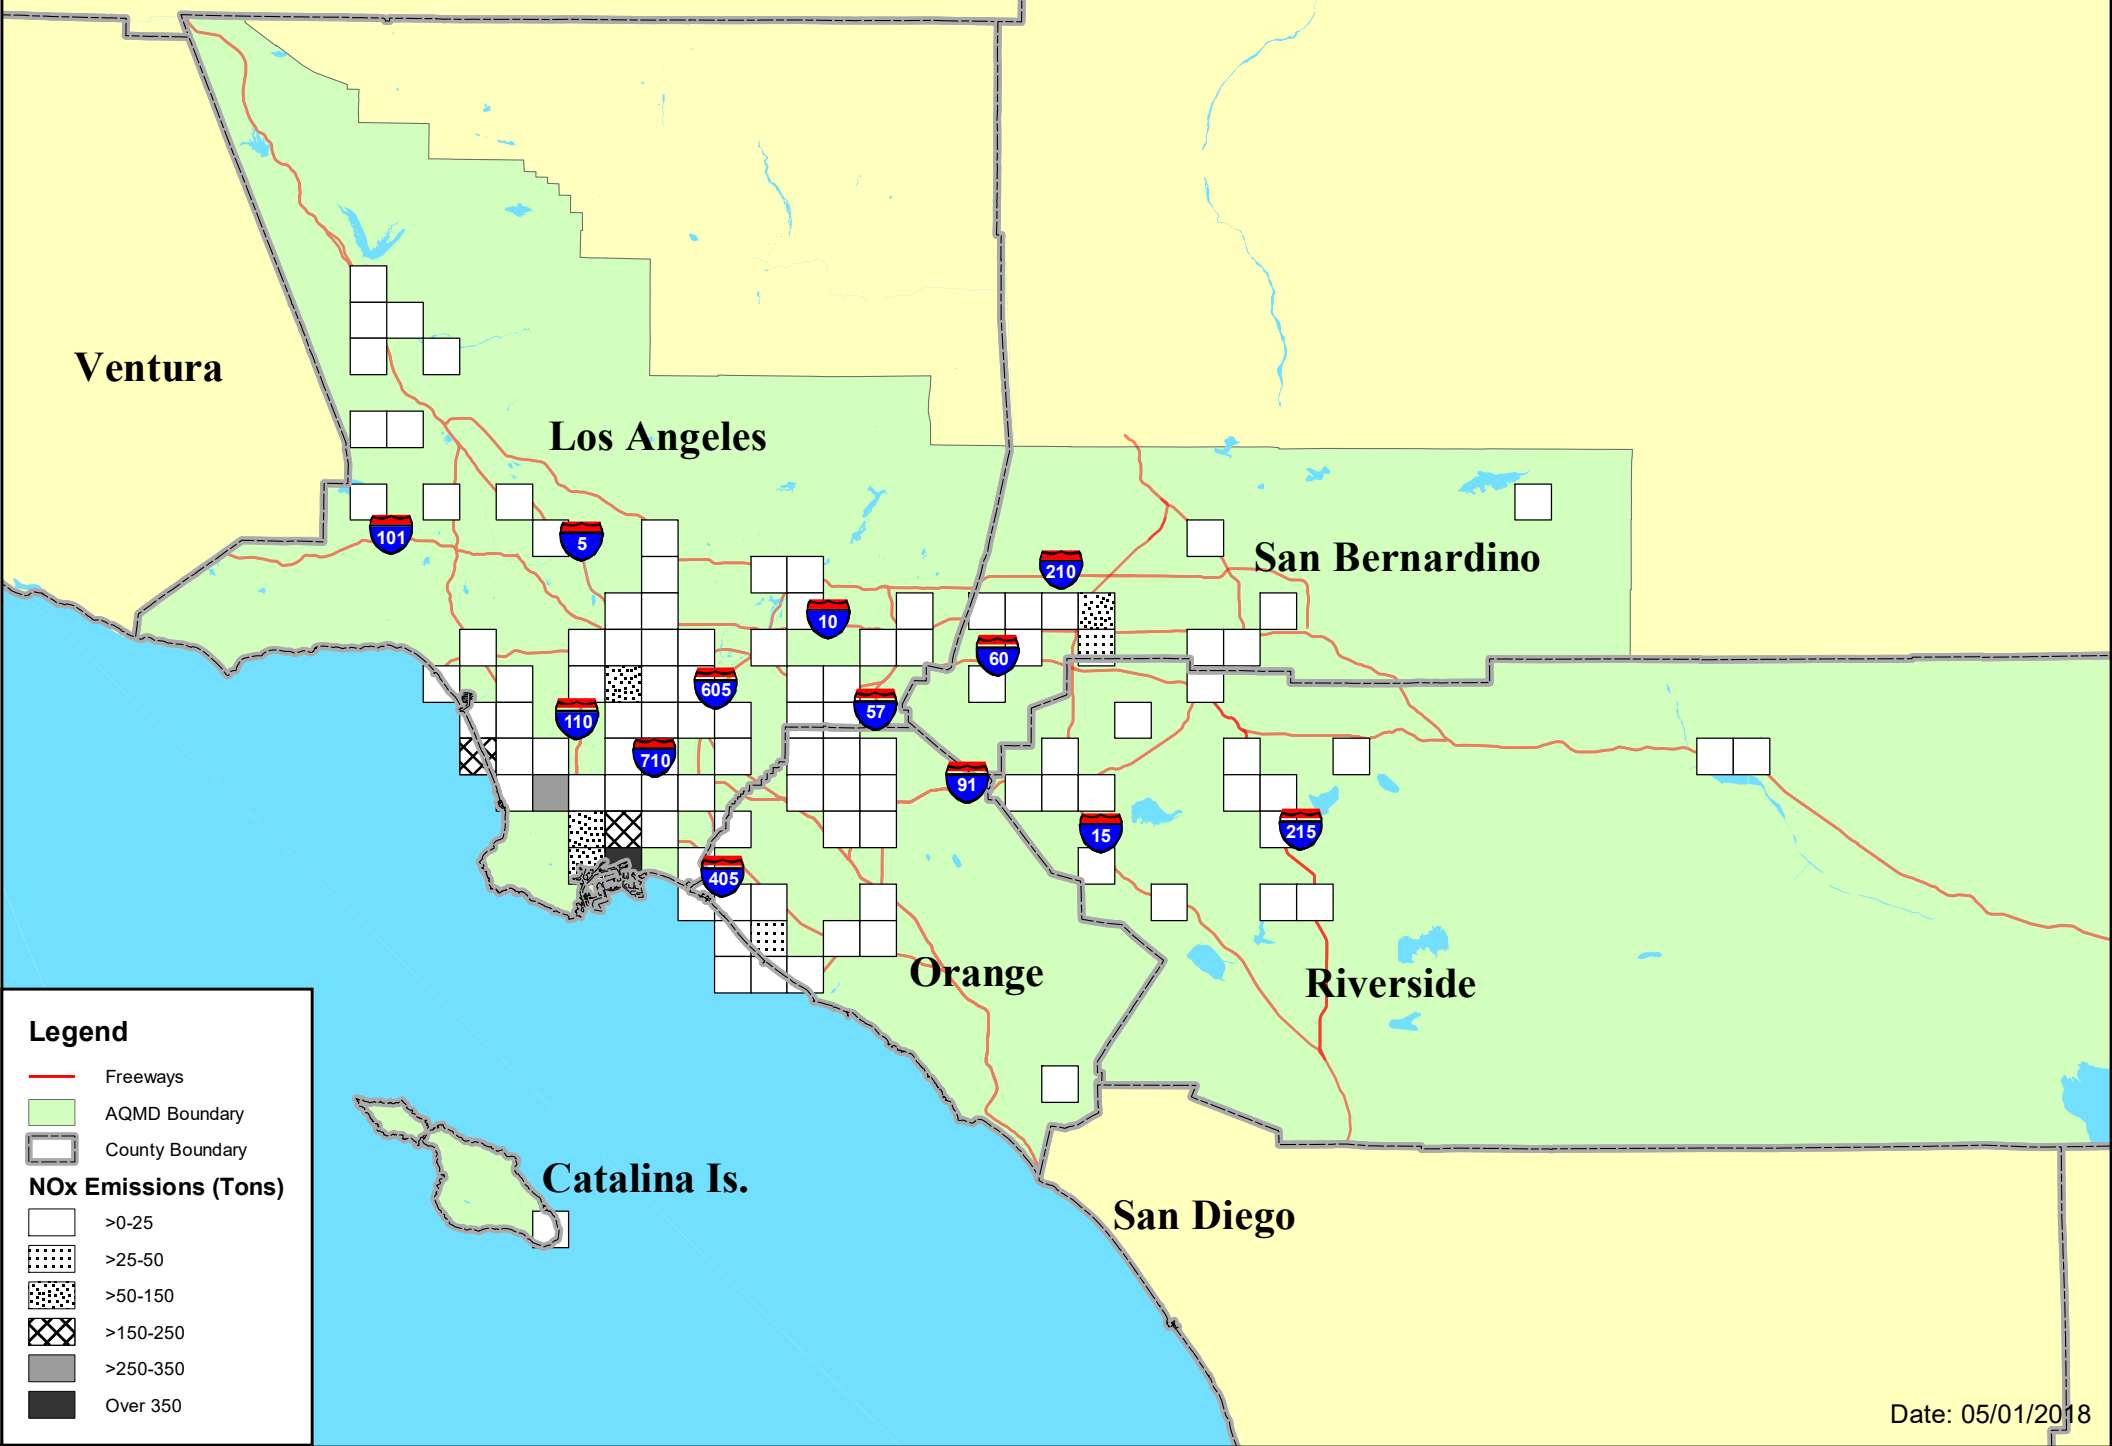 Ventura
Los Angeles
101
5
210
San Bernardino
10
60
605
57
110
710
91
15
215
405
Orange
Riverside
Legend
Freeways
AQMD Boundary
County Boundary
NOx Emissions (Tons)
>0-25
>25-50
>50-150
>150-250
>250-350
Over 350
Catalina Is.
San Diego
Date: 05/01/2018